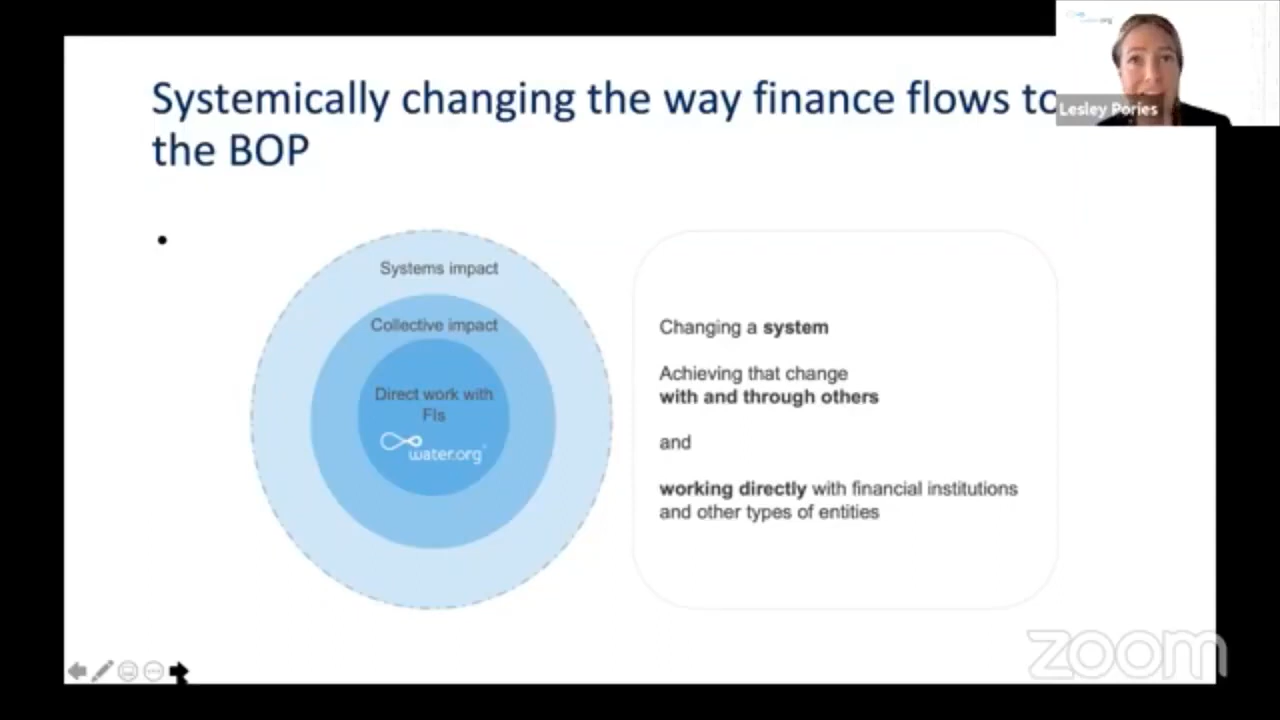 water.org
Lesley Pories
Systemically changing the way finance flows to
the BOP
•
Systems impact
Collective impact
Direct work with
FIs
water.org
Changing a system
Achieving that change
with and through others
and
working directly with financial institutions
and other types of entities
zoom